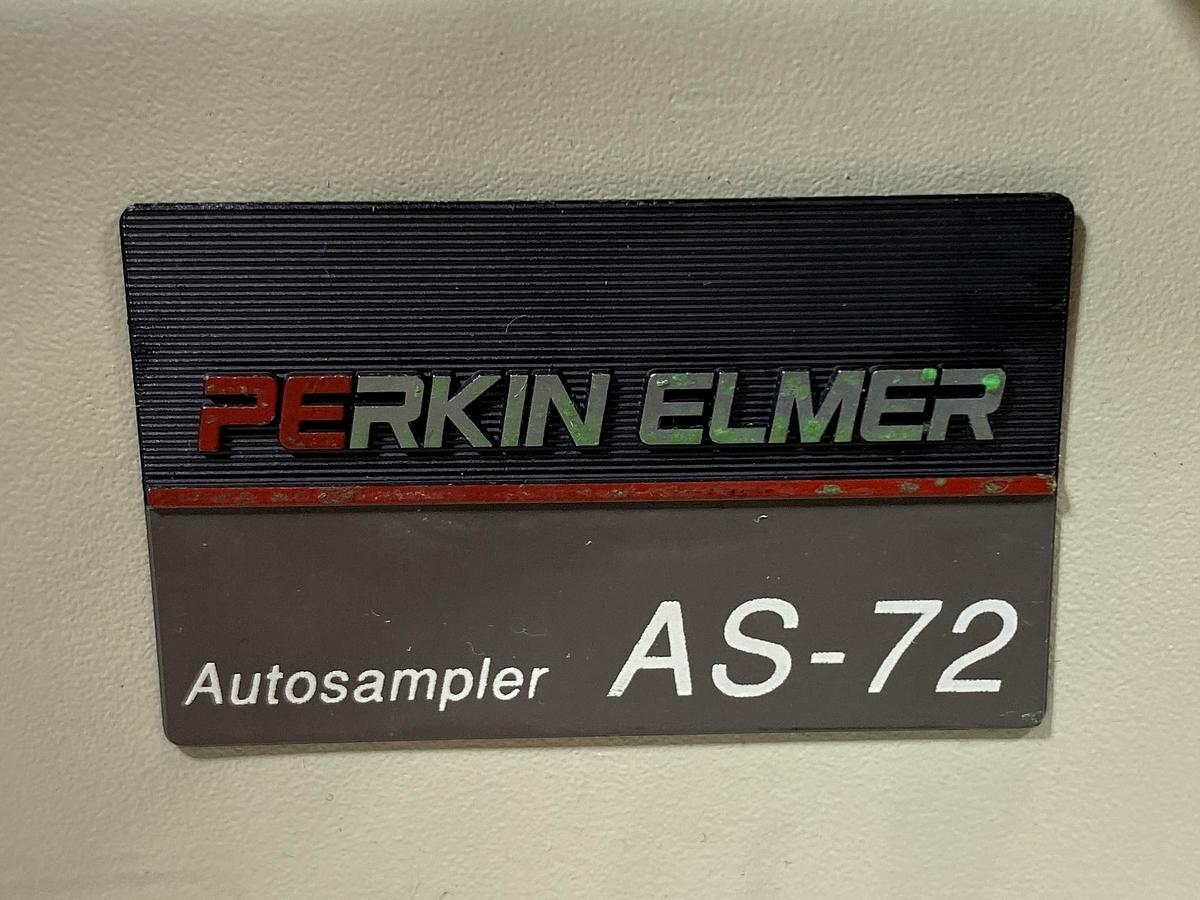 PERKIN ELMER
Autosampler AS-72